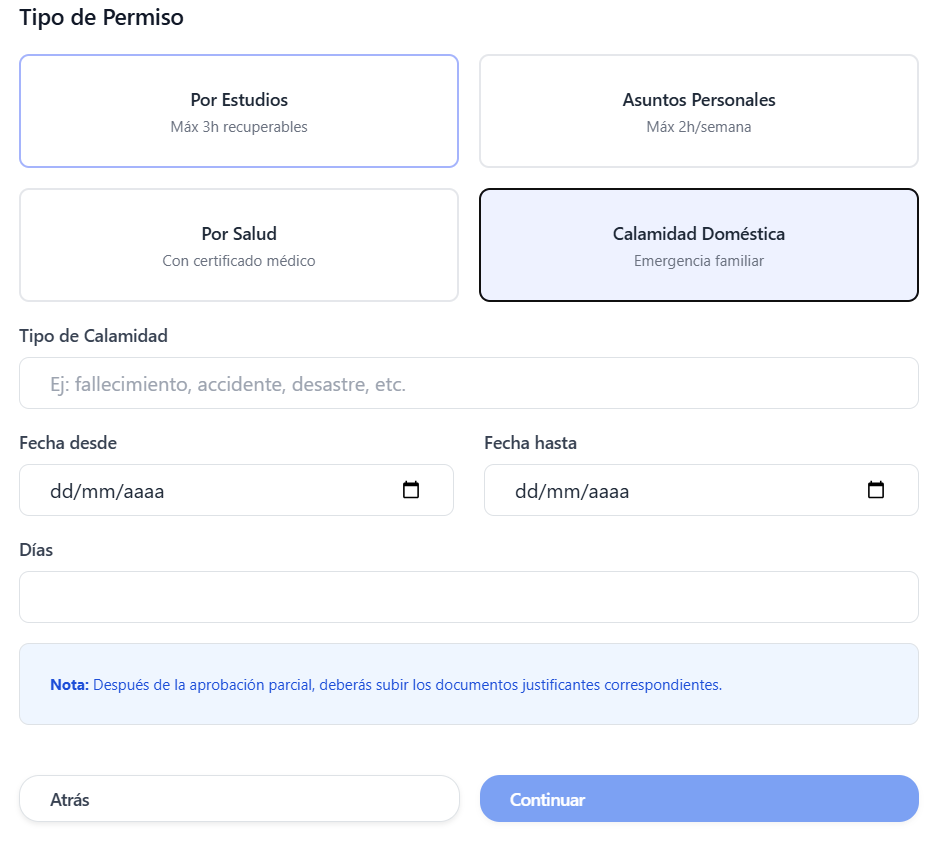 Tipo de Permiso
Por Estudios
Máx 3h recuperables
Asuntos Personales
Máx 2h/semana
Por Salud
Con certificado médico
Calamidad Doméstica
Emergencia familiar
Tipo de Calamidad
Ej: fallecimiento, accidente, desastre, etc.
Fecha desde
Fecha hasta
dd/mm/aaaa
dd/mm/aaaa
Días
Nota: Después de la aprobación parcial, deberás subir los documentos justificantes correspondientes.
Atrás
Continuar